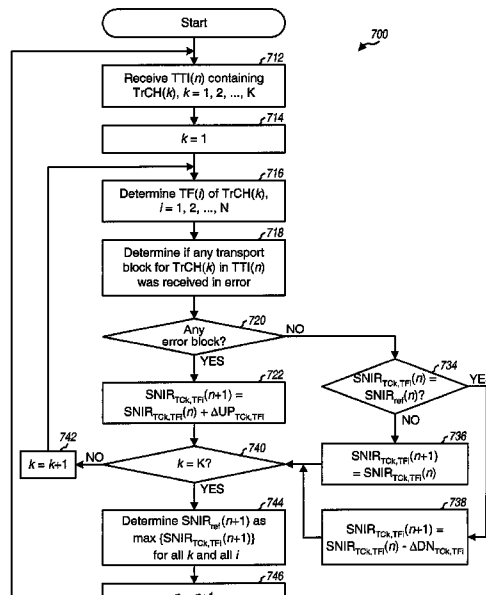 Start
700
712
Receive TTI(n) containing
TrCH(k), k = 1, 2, ..., K
714
k = 1
716
Determine TF(i) of TrCH(k),
i = 1, 2, ..., N
718
Determine if any transport
block for TrCH(k) in TTI(n)
was received in error
720
Any
error block?
NO
YES
734
SNIR_TCk,TFi(n) =
SNIR_ref(n)?
YES
NO
722
SNIR_TCk,TFi(n+1) =
SNIR_TCk,TFi(n) + ΔUP_TCk,TFi
736
SNIR_TCk,TFi(n+1)
= SNIR_TCk,TFi(n)
742
k = k+1
NO
740
k = K?
YES
738
SNIR_TCk,TFi(n+1) =
SNIR_TCk,TFi(n) - ΔDN_TCk,TFi
744
Determine SNIR_ref(n+1) as
max {SNIR_TCk,TFi(n+1)}
for all k and all i
746